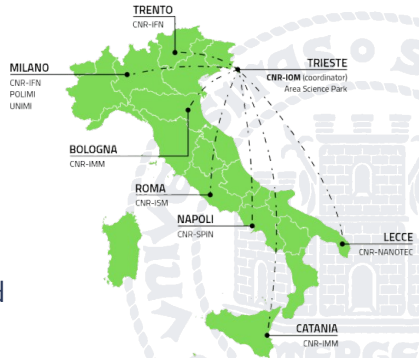 TRENTO
CNR-IFN
MILANO
CNR-IFN
POLIMI
UNIMI
TRIESTE
CNR-IOM (coordinator)
Area Science Park
BOLOGNA
CNR-IMM
ROMA
CNR-ISM
NAPOLI
CNR-SPIN
LECCE
CNR-NANOTEC
CATANIA
CNR-IMM